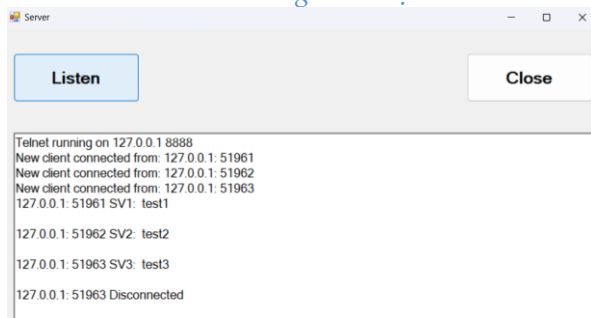 Server
Listen
Close
Telnet running on 127.0.0.1 8888
New client connected from: 127.0.0.1: 51961
New client connected from: 127.0.0.1: 51962
New client connected from: 127.0.0.1: 51963
127.0.0.1: 51961 SV1:  test1
127.0.0.1: 51962 SV2:  test2
127.0.0.1: 51963 SV3:  test3
127.0.0.1: 51963 Disconnected